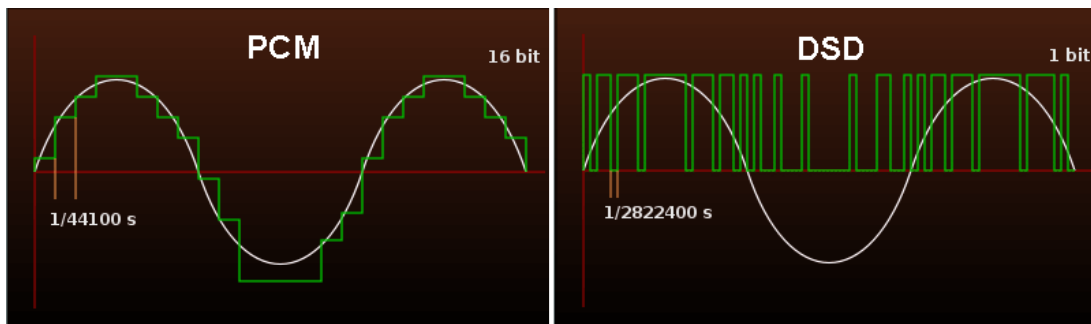 PCM
16 bit
1/44100 s
DSD
1 bit
1/2822400 s